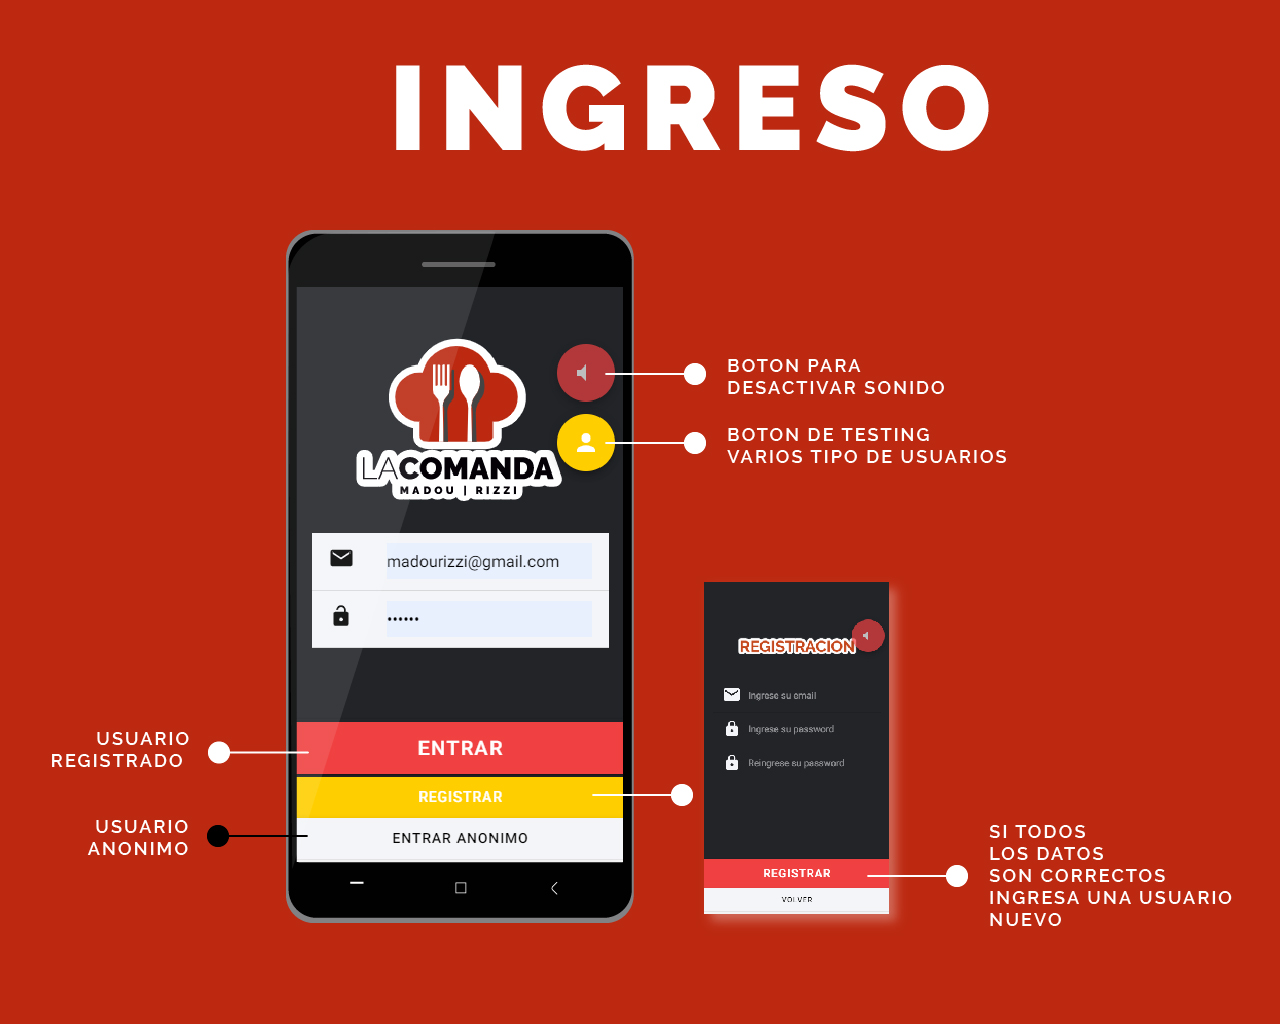 INGRESO
LACOMANDA
MADOU | RIZZI
BOTON PARA
DESACTIVAR SONIDO
BOTON DE TESTING
VARIOS TIPO DE USUARIOS
madourizzi@gmail.com
••••••
USUARIO
REGISTRADO
ENTRAR
REGISTRAR
USUARIO
ANONIMO
ENTRAR ANONIMO
REGISTRACION
Ingrese su email
Ingrese su password
Reingrese su password
REGISTRAR
VOLVER
SI TODOS
LOS DATOS
SON CORRECTOS
INGRESA UNA USUARIO
NUEVO